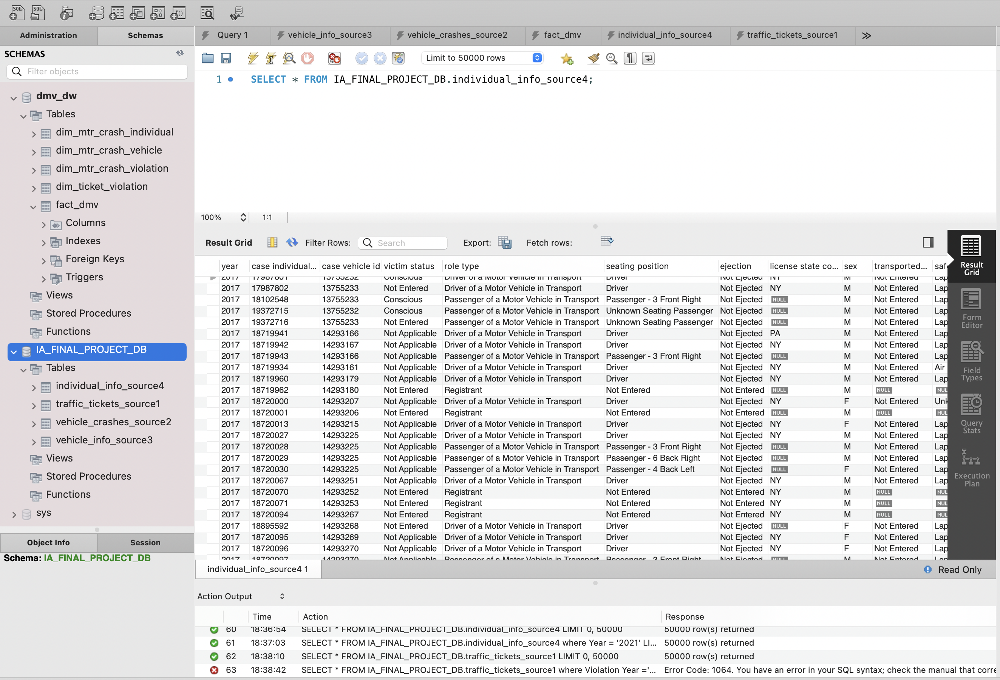 SQL SQL
Administration Schemas
Query 1 vehicle_info_source3 vehicle_crashes_source2 fact_dmv individual_info_source4 traffic_tickets_source1
SCHEMAS
Filter objects
Limit to 50000 rows
1 SELECT * FROM IA_FINAL_PROJECT_DB.individual_info_source4;
dmv_dw
Tables
dim_mtr_crash_individual
dim_mtr_crash_vehicle
dim_mtr_crash_violation
dim_ticket_violation
fact_dmv
Columns
Indexes
Foreign Keys
Triggers
Views
Stored Procedures
Functions
IA_FINAL_PROJECT_DB
Tables
individual_info_source4
traffic_tickets_source1
vehicle_crashes_source2
vehicle_info_source3
Views
Stored Procedures
Functions
sys
Object Info Session
Schema: IA_FINAL_PROJECT_DB
100% 1:1
Result Grid Filter Rows: Search Export: Fetch rows:
year case individual... case vehicle id victim status role type seating position ejection license state co... sex transported... saf
2017 17987801 13755232 Conscious Driver of a Motor Vehicle in Transport Driver Not Ejected NY M Not Entered Lap
2017 17987802 13755233 Not Entered Driver of a Motor Vehicle in Transport Driver Not Ejected NY M Not Entered Lap
2017 18102548 13755233 Conscious Passenger of a Motor Vehicle in Transport Passenger - 3 Front Right Not Ejected NULL M Not Entered Lap
2017 19372715 13755232 Conscious Passenger of a Motor Vehicle in Transport Unknown Seating Passenger Not Ejected NULL M Not Entered Lap
2017 19372716 13755233 Not Entered Passenger of a Motor Vehicle in Transport Unknown Seating Passenger Not Ejected NULL M Not Entered Lap
2017 18719941 14293166 Not Applicable Driver of a Motor Vehicle in Transport Driver Not Ejected PA M Not Entered Lap
2017 18719942 14293167 Not Applicable Driver of a Motor Vehicle in Transport Driver Not Ejected NY M Not Entered Lap
2017 18719943 14293166 Not Applicable Passenger of a Motor Vehicle in Transport Passenger - 3 Front Right Not Ejected NULL M Not Entered Lap
2017 18719934 14293161 Not Applicable Driver of a Motor Vehicle in Transport Driver Not Ejected NY M Not Entered Air
2017 18719960 14293179 Not Applicable Driver of a Motor Vehicle in Transport Driver Not Ejected NY M Not Entered Lap
2017 18719962 14293180 Not Entered Registrant Not Entered Not Entered NULL M NULL NUL
2017 18720000 14293207 Not Applicable Driver of a Motor Vehicle in Transport Driver Not Ejected NY F Not Entered Unk
2017 18720001 14293206 Not Entered Registrant Not Entered Not Entered NULL M NULL NUL
2017 18720013 14293215 Not Applicable Driver of a Motor Vehicle in Transport Driver Not Ejected NY F Not Entered Lap
2017 18720027 14293225 Not Applicable Driver of a Motor Vehicle in Transport Driver Not Ejected NY M Not Entered Lap
2017 18720028 14293225 Not Applicable Passenger of a Motor Vehicle in Transport Passenger - 3 Front Right Not Ejected NULL M Not Entered Lap
2017 18720029 14293225 Not Applicable Passenger of a Motor Vehicle in Transport Passenger - 6 Back Right Not Ejected NULL M Not Entered Lap
2017 18720030 14293225 Not Applicable Passenger of a Motor Vehicle in Transport Passenger - 4 Back Left Not Ejected NULL F Not Entered Lap
2017 18720067 14293251 Not Applicable Driver of a Motor Vehicle in Transport Driver Not Ejected NY M Not Entered Lap
2017 18720070 14293252 Not Entered Registrant Not Entered Not Entered NY M NULL NUL
2017 18720071 14293253 Not Entered Registrant Not Entered Not Entered NY M NULL NUL
2017 18720094 14293267 Not Entered Registrant Not Entered Not Entered NY M NULL NUL
2017 18895592 14293268 Not Entered Driver of a Motor Vehicle in Transport Driver Not Ejected NULL F Not Entered Lap
2017 18720095 14293269 Not Applicable Driver of a Motor Vehicle in Transport Driver Not Ejected NY F Not Entered Lap
2017 18720096 14293270 Not Applicable Driver of a Motor Vehicle in Transport Driver Not Ejected NY F Not Entered Lap
2017 18720097 14293270 Not Applicable Passenger of a Motor Vehicle in Transport Passenger - 3 Front Right Not Ejected NULL M Not Entered Lap
Result
Grid
Form
Editor
Field
Types
Query
Stats
Execution
Plan
individual_info_source4 1 Read Only
Action Output
Time Action Response
60 18:36:54 SELECT * FROM IA_FINAL_PROJECT_DB.individual_info_source4 LIMIT 0, 50000 50000 row(s) returned
61 18:37:03 SELECT * FROM IA_FINAL_PROJECT_DB.individual_info_source4 where Year = '2021' LI... 50000 row(s) returned
62 18:38:10 SELECT * FROM IA_FINAL_PROJECT_DB.traffic_tickets_source1 LIMIT 0, 50000 50000 row(s) returned
63 18:38:42 SELECT * FROM IA_FINAL_PROJECT_DB.traffic_tickets_source1 where Violation Year ='... Error Code: 1064. You have an error in your SQL syntax; check the manual that corre